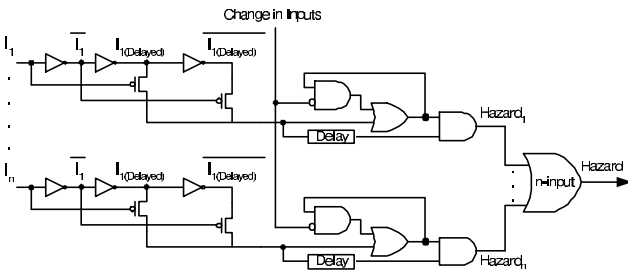 Change in Inputs
I1 I1 I1(Delayed) I1(Delayed)
Delay
Hazard1
In I1 I1(Delayed) I1(Delayed)
n-input
Hazard
Delay
Hazardn